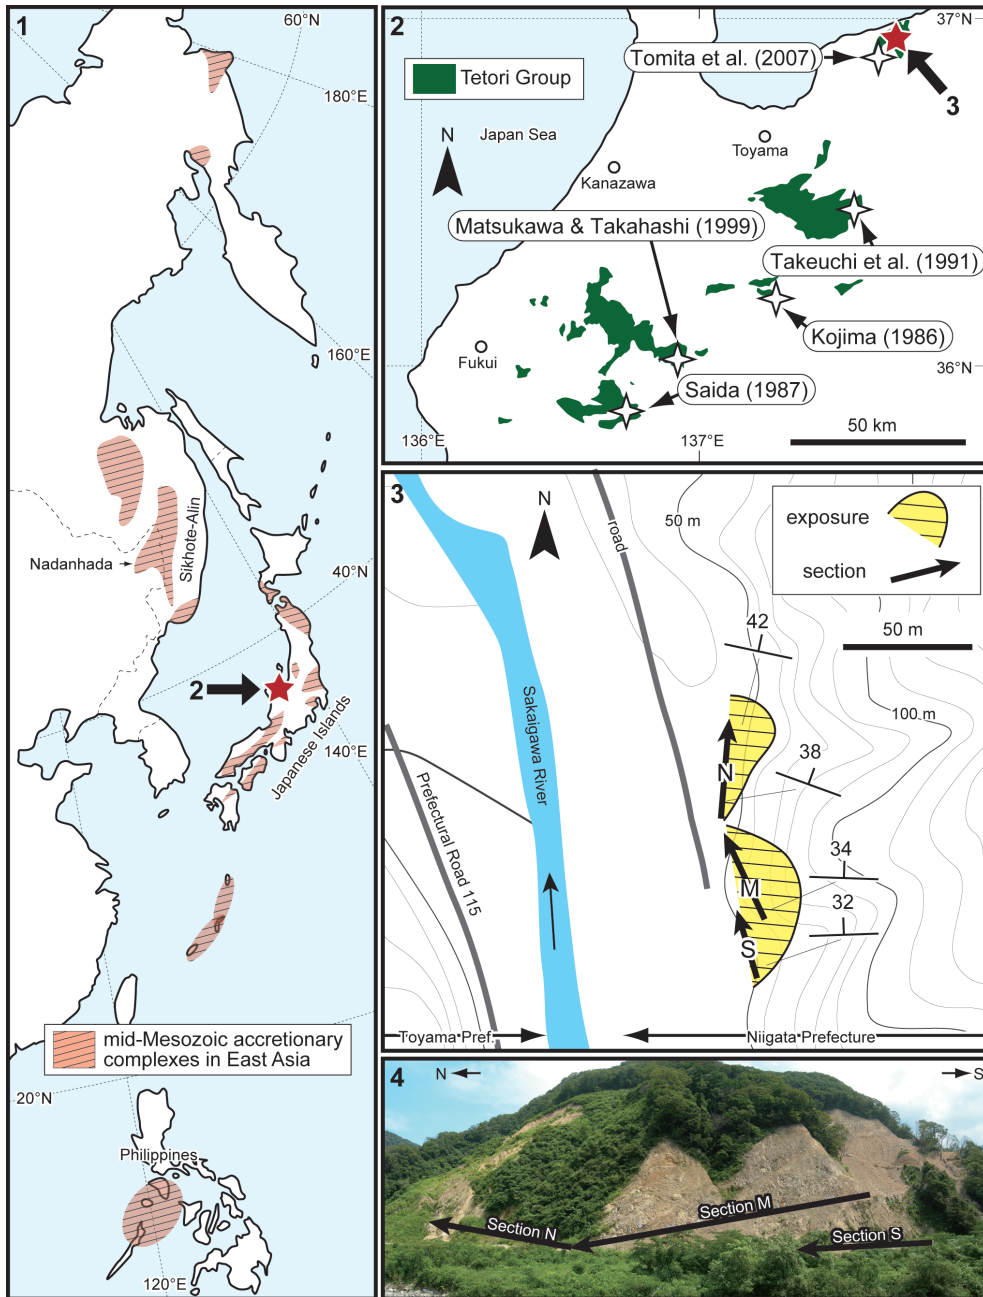 1
60°N
180°E
160°E
Nadanhada
Sikhote-Alin
40°N
2
Japanese Islands
140°E
mid-Mesozoic accretionary
complexes in East Asia
20°N
Philippines
120°E
2
37°N
Tomita et al. (2007)
Tetori Group
3
N
Japan Sea
Toyama
Kanazawa
Matsukawa & Takahashi (1999)
Takeuchi et al. (1991)
Kojima (1986)
Fukui
36°N
Saida (1987)
50 km
136°E
137°E
3
N
road
50 m
exposure
section
42
50 m
Sakaigawa River
100 m
38
N
Prefectural Road 115
34
M
32
S
Toyama Pref.
Niigata Prefecture
4
N
S
Section M
Section N
Section S